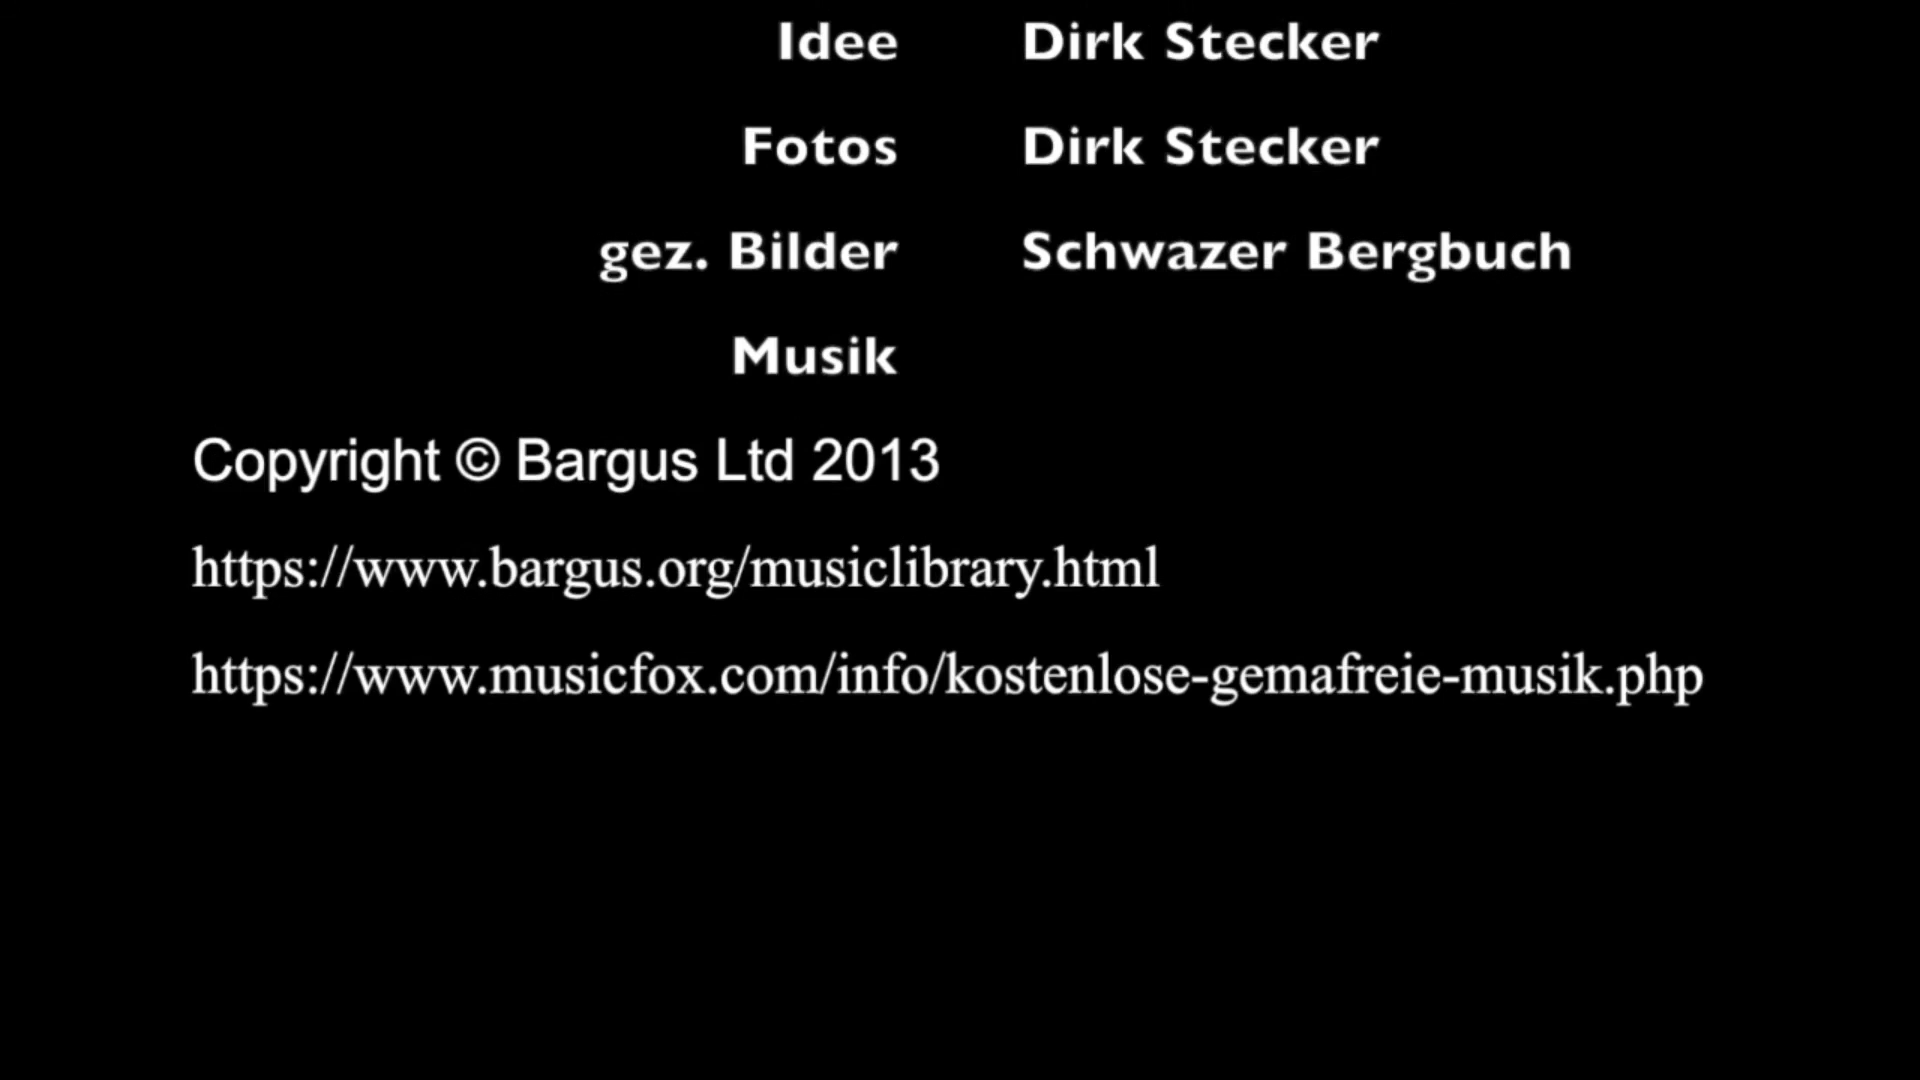 Idee Dirk Stecker
Fotos Dirk Stecker
gez. Bilder Schwazer Bergbuch
Musik
Copyright © Bargus Ltd 2013
https://www.bargus.org/musiclibrary.html
https://www.musicfox.com/info/kostenlose-gemafreie-musik.php